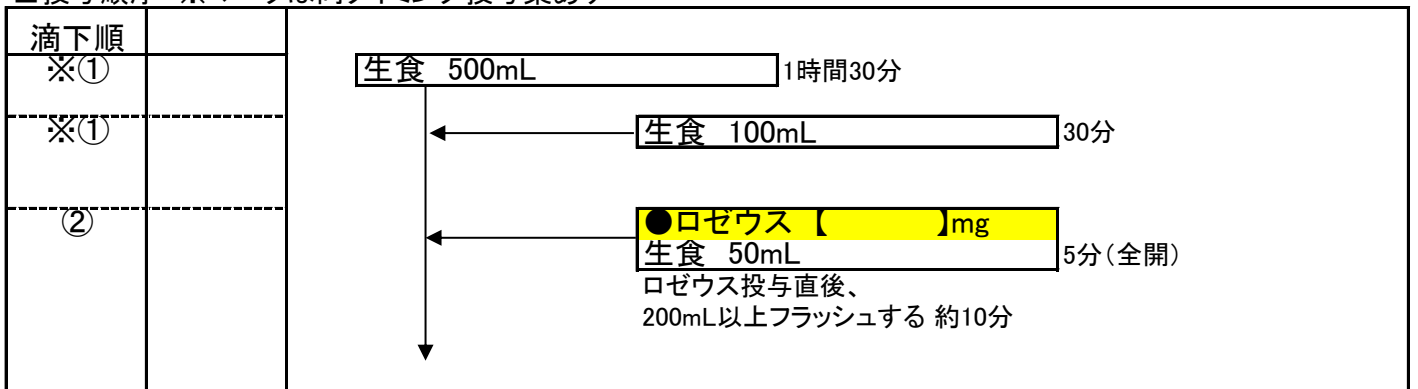 滴下順
※① 生食 500mL 1時間30分
※① 生食 100mL 30分
② ●ロゼウス 【 】mg
生食 50mL 5分(全開)
ロゼウス投与直後、
200mL以上フラッシュする 約10分